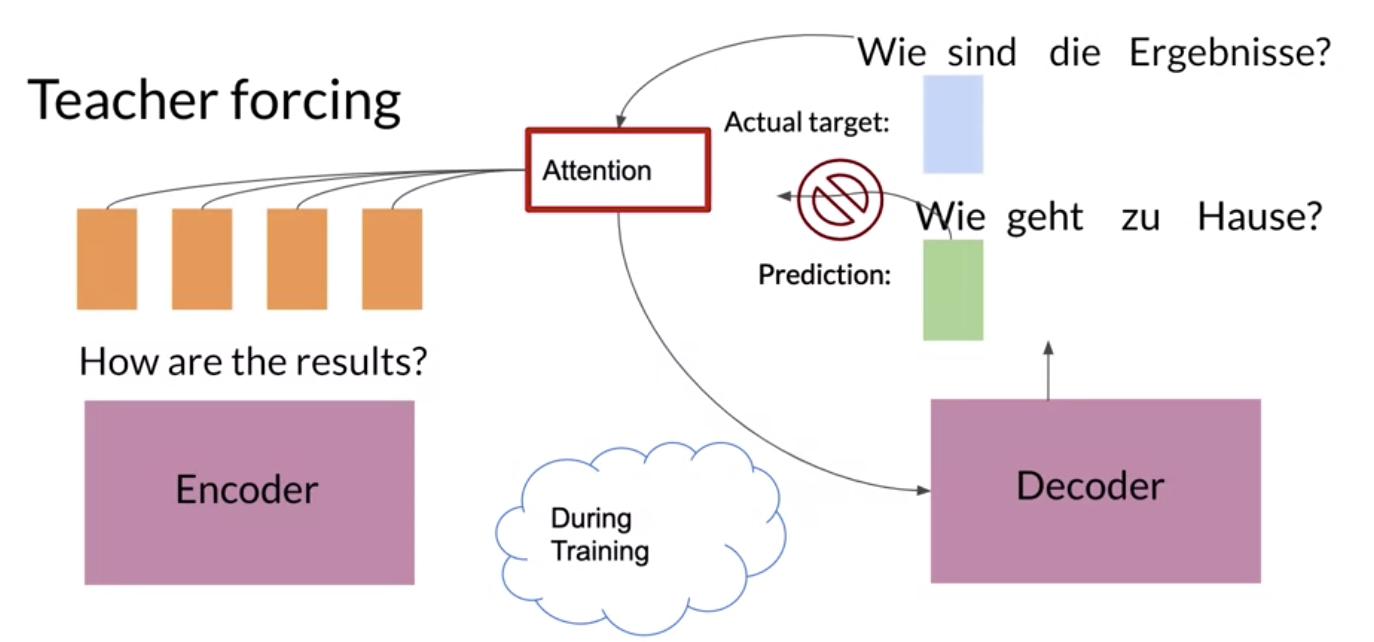 Wie sind die Ergebnisse?
Teacher forcing
Actual target:
Attention
Wie geht zu Hause?
Prediction:
How are the results?
Encoder
Decoder
During
Training